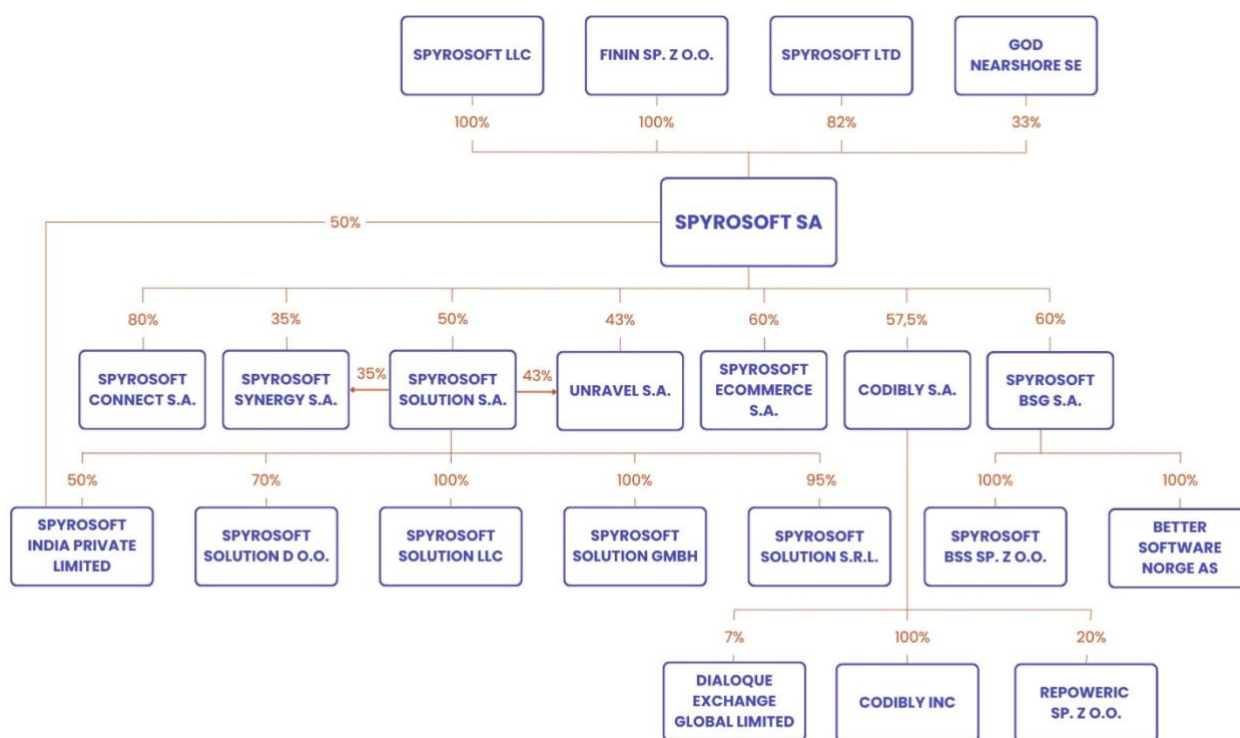 SPYROSOFT LLC
FININ SP. Z O.O.
SPYROSOFT LTD
GOD
NEARSHORE SE
100%
100%
82%
33%
SPYROSOFT SA
50%
80%
35%
50%
43%
60%
57,5%
60%
SPYROSOFT
CONNECT S.A.
SPYROSOFT
SYNERGY S.A.
35%
SPYROSOFT
SOLUTION S.A.
43%
UNRAVEL S.A.
SPYROSOFT
ECOMMERCE
S.A.
CODIBLY S.A.
SPYROSOFT
BSG S.A.
50%
70%
100%
100%
95%
100%
100%
SPYROSOFT
INDIA PRIVATE
LIMITED
SPYROSOFT
SOLUTION D O.O.
SPYROSOFT
SOLUTION LLC
SPYROSOFT
SOLUTION GMBH
SPYROSOFT
SOLUTION S.R.L.
SPYROSOFT
BSS SP. Z O.O.
BETTER
SOFTWARE
NORGE AS
7%
100%
20%
DIALOQUE
EXCHANGE
GLOBAL LIMITED
CODIBLY INC
REPOWERIC
SP. Z O.O.